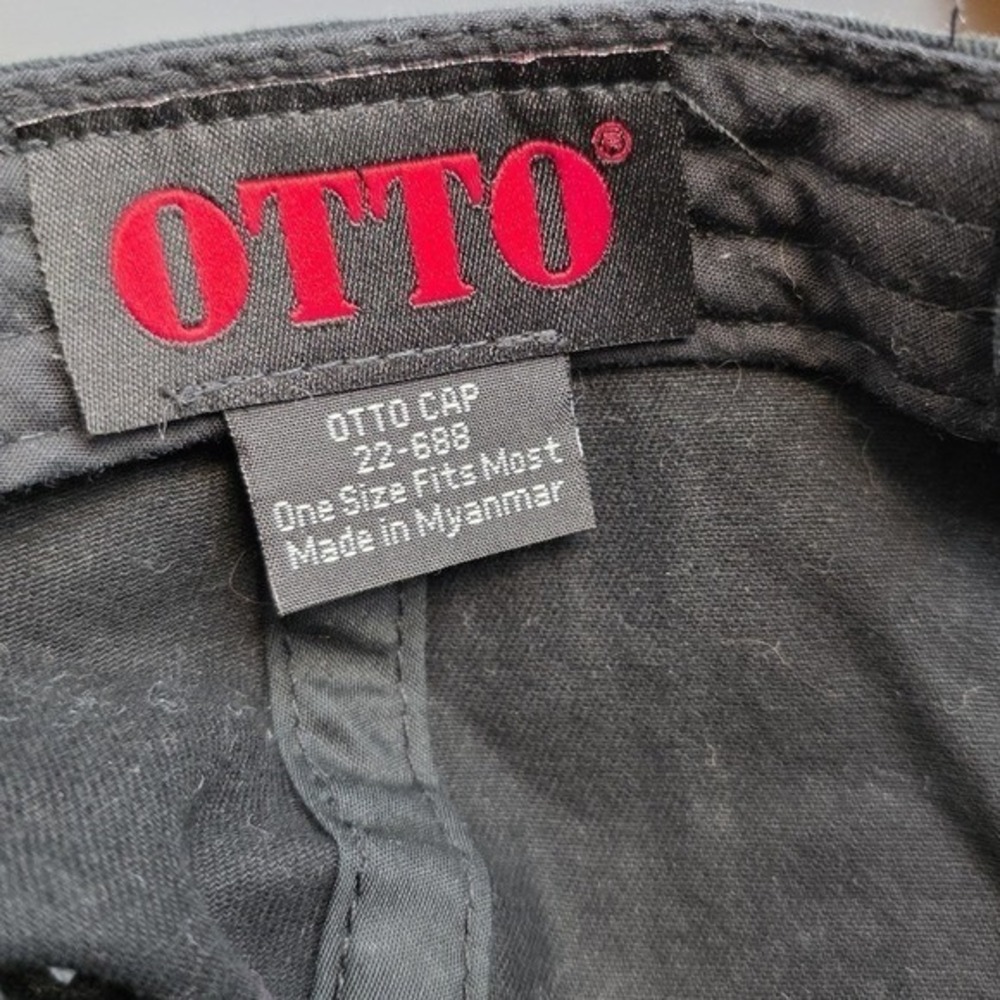 OTTO®
OTTO CAP
22-688
One Size Fits Most
Made in Myanmar